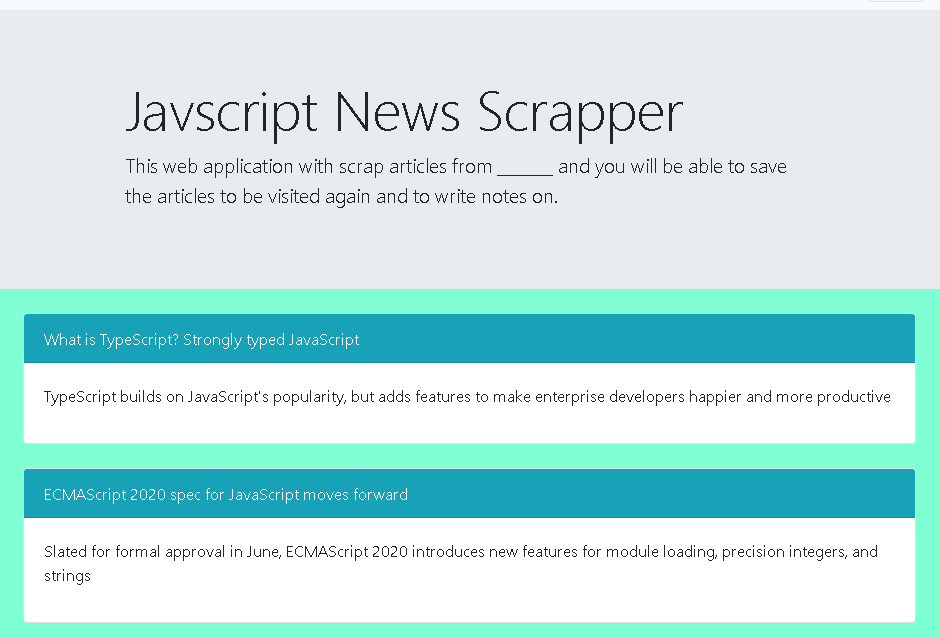 Javscript News Scrapper
This web application with scrap articles from ______ and you will be able to save
the articles to be visited again and to write notes on.
What is TypeScript? Strongly typed JavaScript
TypeScript builds on JavaScript's popularity, but adds features to make enterprise developers happier and more productive
ECMAScript 2020 spec for JavaScript moves forward
Slated for formal approval in June, ECMAScript 2020 introduces new features for module loading, precision integers, and
strings